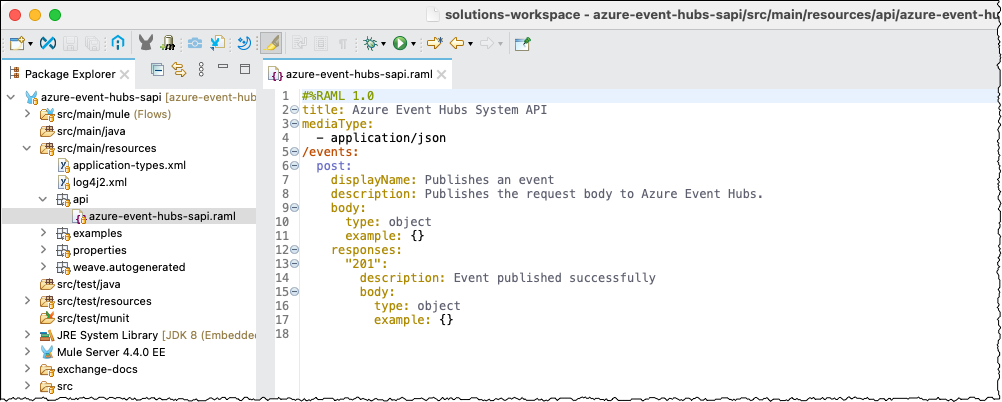 solutions-workspace - azure-event-hubs-sapi/src/main/resources/api/azure-event-hu
Package Explorer
azure-event-hubs-sapi [azure-event-hub
src/main/mule (Flows)
src/main/java
src/main/resources
application-types.xml
log4j2.xml
api
azure-event-hubs-sapi.raml
examples
properties
weave.autogenerated
src/test/java
src/test/resources
src/test/munit
JRE System Library [JDK 8 (Embedded
Mule Server 4.4.0 EE
exchange-docs
src
azure-event-hubs-sapi.raml
1 #%RAML 1.0
2 title: Azure Event Hubs System API
3 mediaType:
4   - application/json
5 /events:
6   post:
7     displayName: Publishes an event
8     description: Publishes the request body to Azure Event Hubs.
9     body:
10       type: object
11       example: {}
12     responses:
13       "201":
14         description: Event published successfully
15         body:
16           type: object
17           example: {}
18